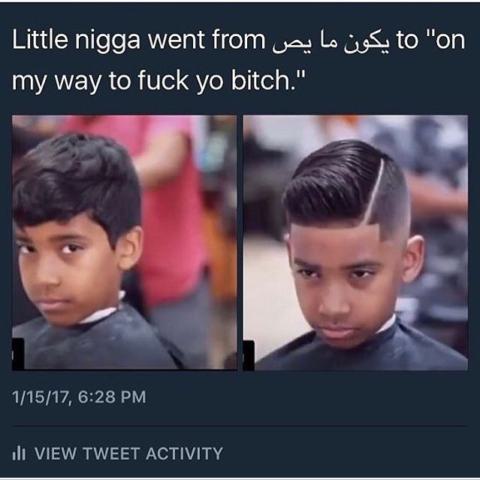 Little nigga went from يكون ما يص to "on
my way to fuck yo bitch."
1/15/17, 6:28 PM
VIEW TWEET ACTIVITY